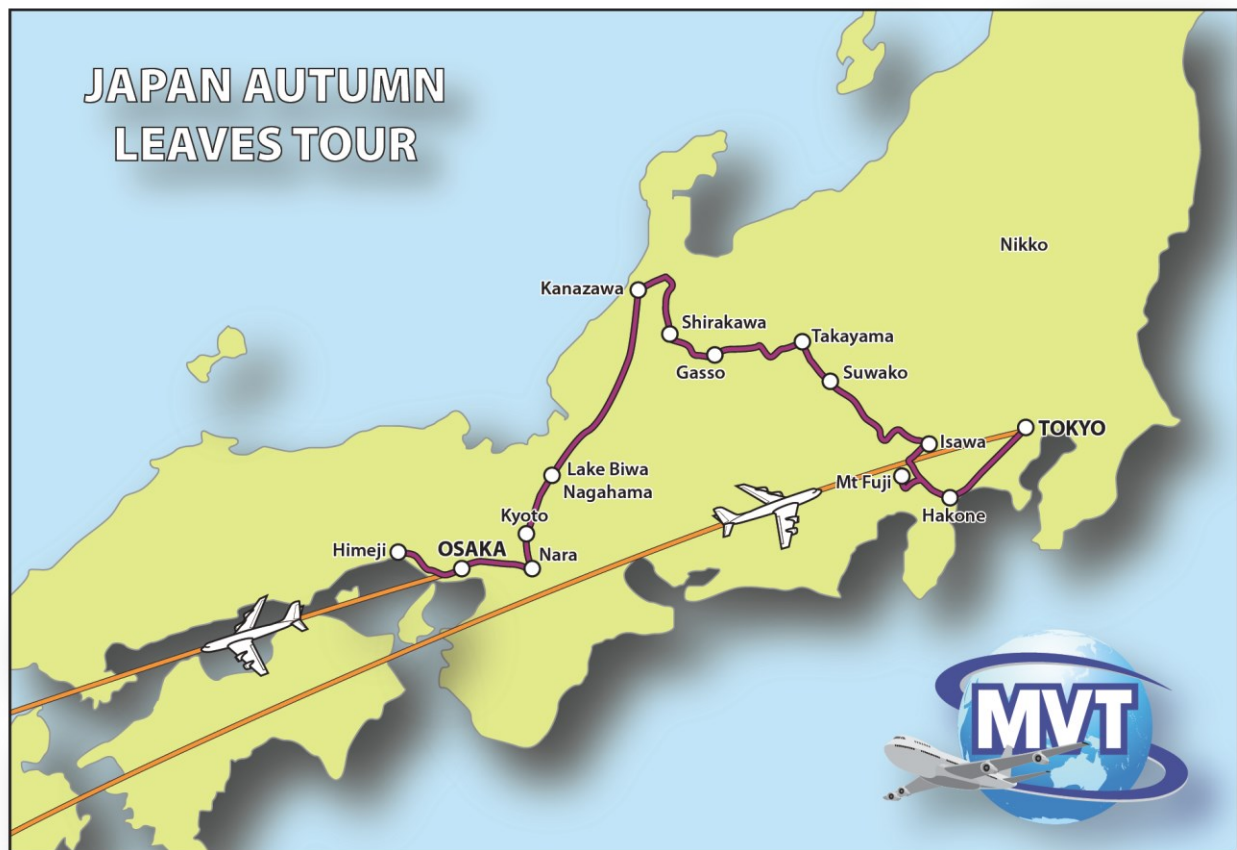 JAPAN AUTUMN
LEAVES TOUR
Nikko
Kanazawa
Shirakawa
Takayama
Gasso
Suwako
TOKYO
Isawa
Lake Biwa
Nagahama
Mt Fuji
Hakone
Kyoto
Himeji
OSAKA
Nara
MVT